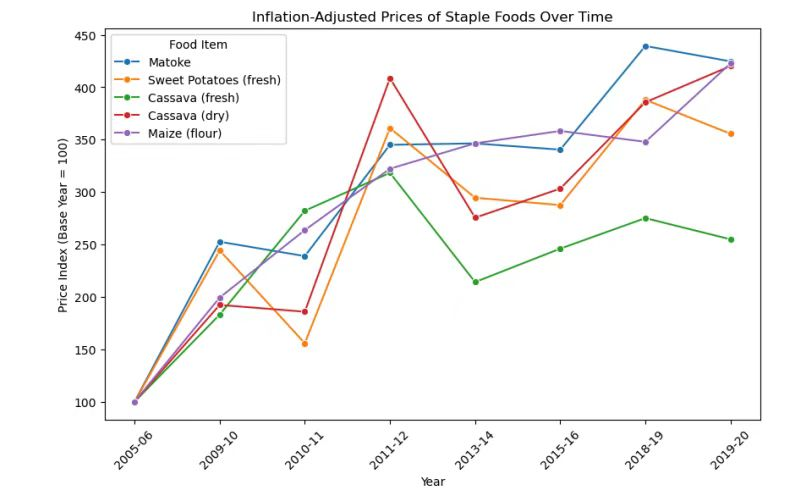 Inflation-Adjusted Prices of Staple Foods Over Time
Food Item
Matoke
Sweet Potatoes (fresh)
Cassava (fresh)
Cassava (dry)
Maize (flour)
Price Index (Base Year = 100)
450
400
350
300
250
200
150
100
2005-06
2009-10
2010-11
2011-12
2013-14
2015-16
2018-19
2019-20
Year